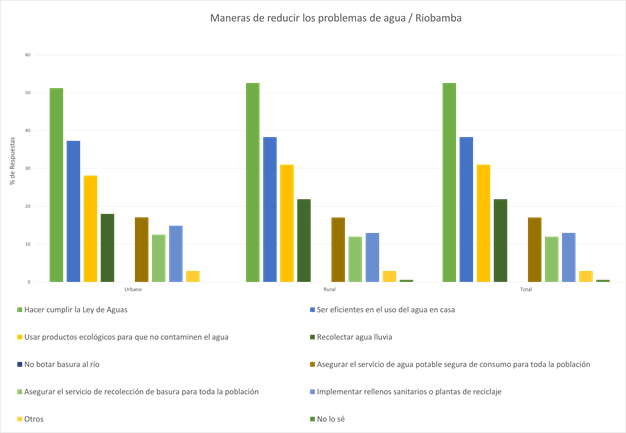 Maneras de reducir los problemas de agua / Riobamba
60
50
40
30
20
10
0
% de Respuestas
Urbano
Rural
Total
Hacer cumplir la Ley de Aguas
Ser eficientes en el uso del agua en casa
Usar productos ecológicos para que no contaminen el agua
Recolectar agua lluvia
No botar basura al río
Asegurar el servicio de agua potable segura de consumo para toda la población
Asegurar el servicio de recolección de basura para toda la población
Implementar rellenos sanitarios o plantas de reciclaje
Otros
No lo sé